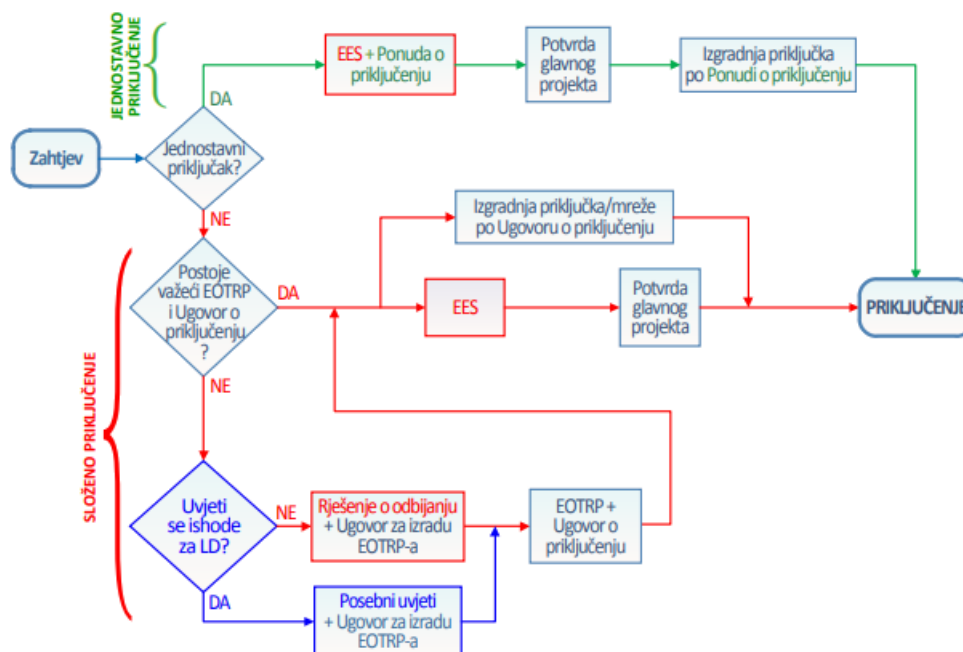 JEDNOSTAVNO
PRIKLJUČENJE
EES + Ponuda o
priključenju
Potvrda
glavnog
projekta
Izgradnja priključka
po Ponudi o priključenju
DA
Zahtjev
Jednostavni
priključak?
NE
Izgradnja priključka/mreže
po Ugovoru o priključenju
SLOŽENO PRIKLJUČENJE
Postoje
važeći EOTRP
i Ugovor o
priključenju
?
DA
EES
Potvrda
glavnog
projekta
PRIKLJUČENJE
NE
Uvjeti
se ishode
za LD?
NE
Rješenje o odbijanju
+ Ugovor za izradu
EOTRP-a
EOTRP +
Ugovor o
priključenju
DA
Posebni uvjeti
+ Ugovor za izradu
EOTRP-a